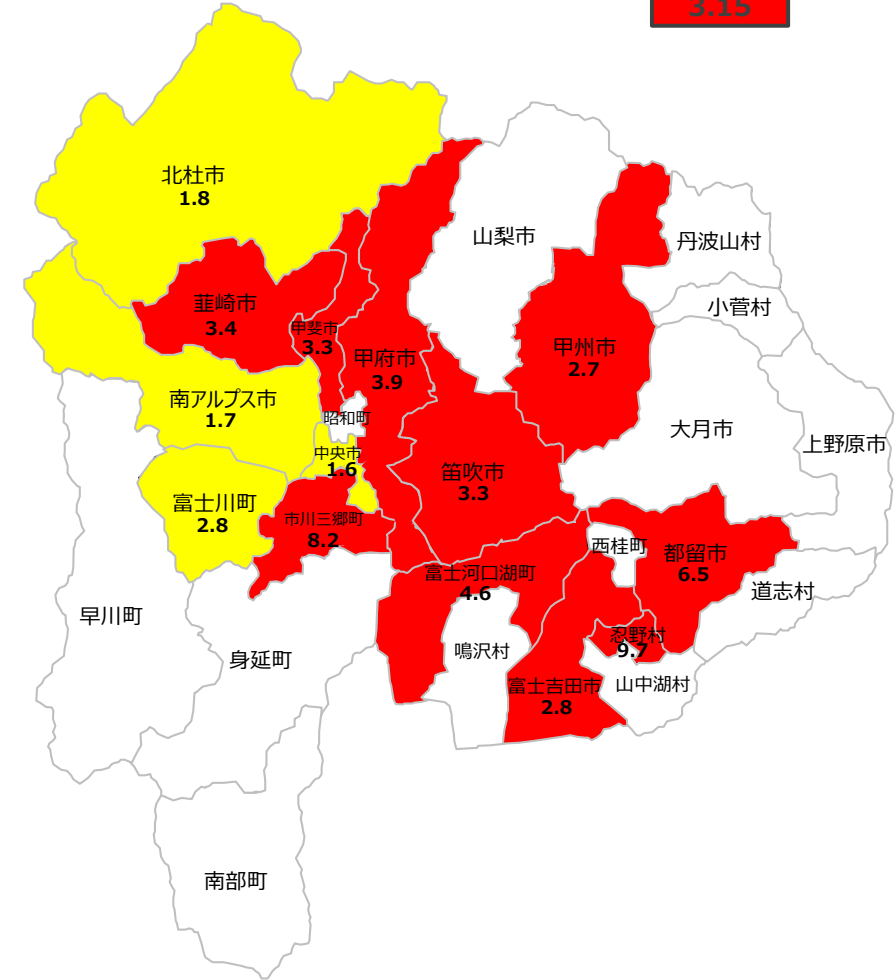 3.15
北杜市
1.8
山梨市
丹波山村
小菅村
韮崎市
3.4
甲斐市
3.3
甲府市
3.9
甲州市
2.7
南アルプス市
1.7
昭和町
大月市
上野原市
中央市
1.6
笛吹市
3.3
富士川町
2.8
市川三郷町
8.2
西桂町
都留市
6.5
富士河口湖町
4.6
道志村
早川町
身延町
鳴沢村
忍野村
9.7
富士吉田市
2.8
山中湖村
南部町